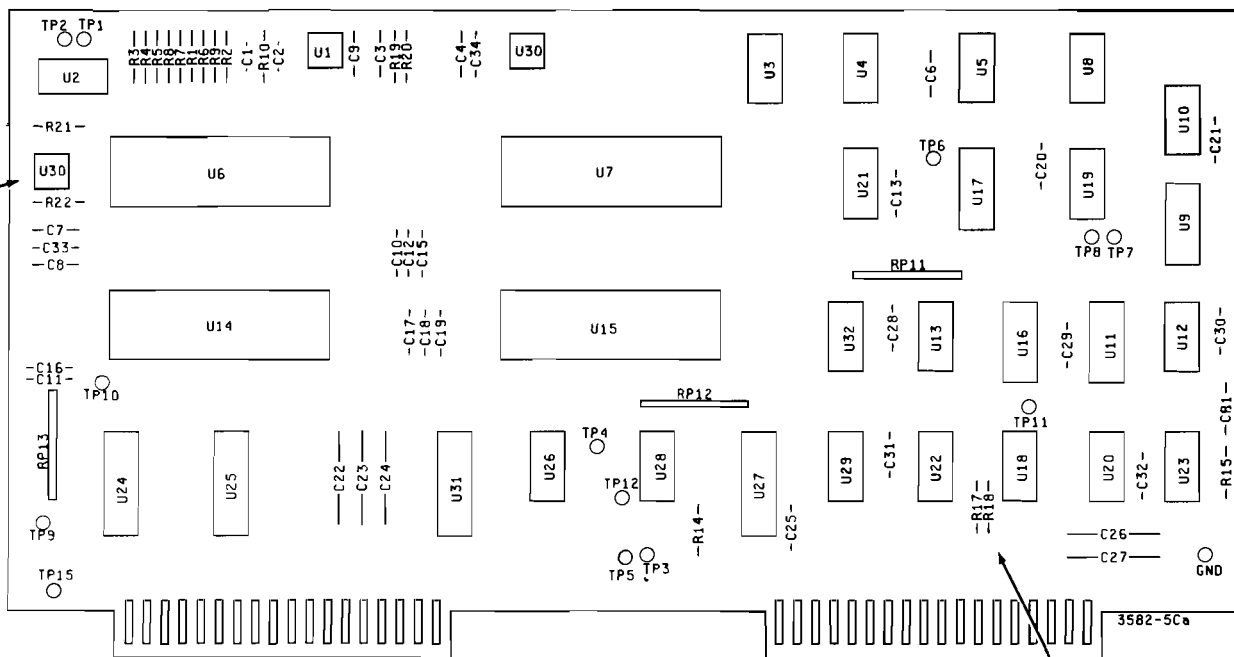 TP2 TP1
U2
-R3-
-R4-
-R5-
-R8-
-R7-
-R1-
-R6-
-R9-
-R2-
-C1-
-R10-
-C2-
U1
-C9-
-C3-
-R19-
-R20-
-C4-
-C34-
U30
U3
U4
-C6-
U5
U8
U10
-C21-
-R21-
U30
-R22-
-C7-
-C33-
-C8-
U6
U7
U21
-C13-
TP6
U17
-C20-
U19
U9
TP8 TP7
-C10-
-C12-
-C15-
RP11
U14
-C17-
-C18-
-C19-
U15
U32
-C28-
U13
U16
-C29-
U11
U12
-C30-
-C16-
-C11-
TP10
RP12
TP11
-CR1-
RP13
U24
U25
C22
C23
C24
U31
U26
TP4
U28
TP12
U27
U29
-C31-
U22
U18
U20
-C32-
U23
-R15-
-R17-
-R18-
TP9
-R14-
-C25-
C26
C27
TP5 TP3
GND
TP15
3582-5Ca